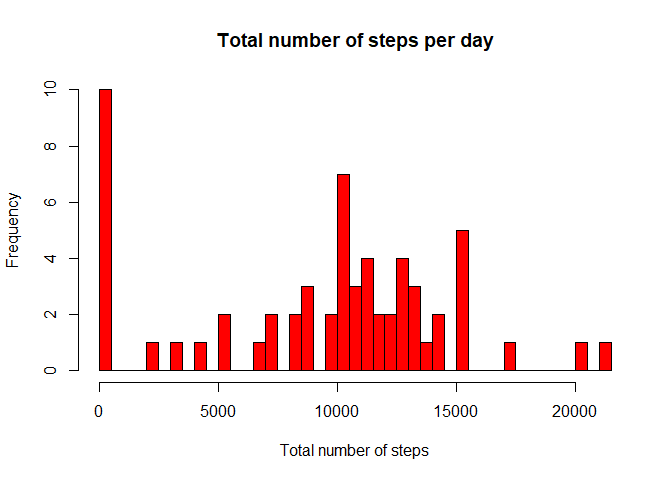 Total number of steps per day
Frequency
10
8
6
4
2
0
0 5000 10000 15000 20000
Total number of steps